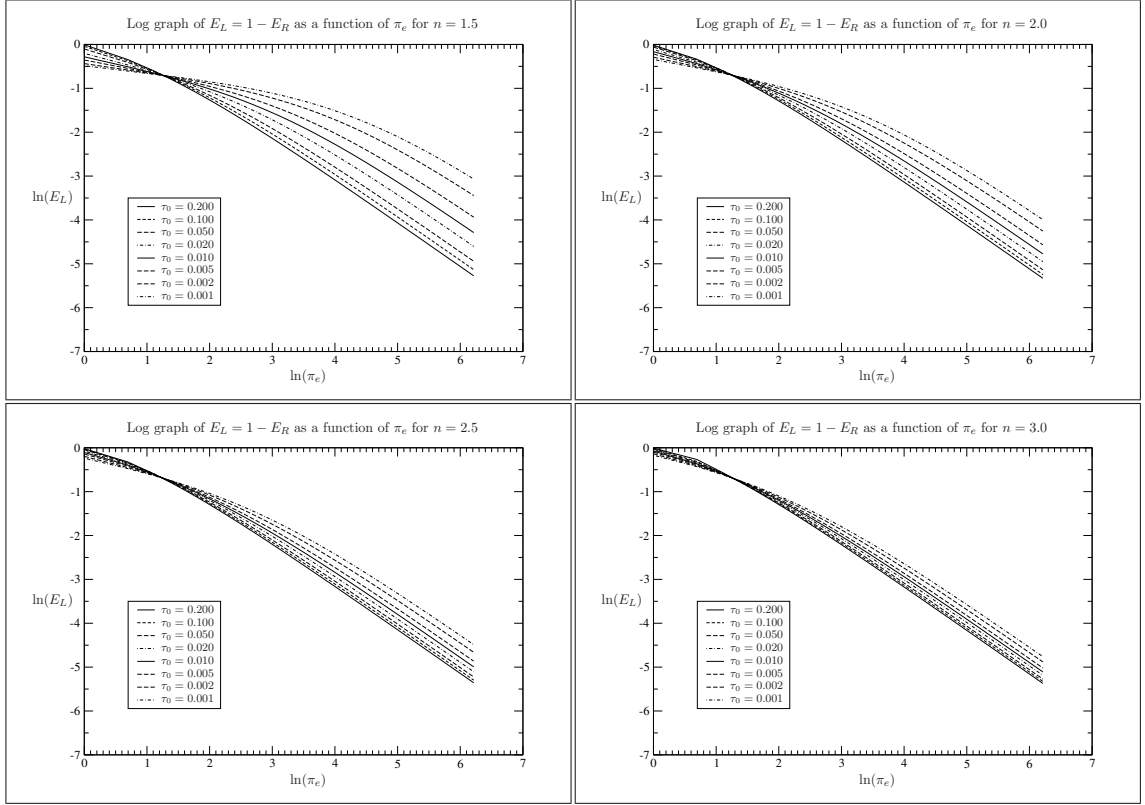 Log graph of E_L = 1 − E_R as a function of π_e for n = 1.5
0
-1
-2
-3
ln(E_L)
-4
-5
-6
-7
τ_0 = 0.200
τ_0 = 0.100
τ_0 = 0.050
τ_0 = 0.020
τ_0 = 0.010
τ_0 = 0.005
τ_0 = 0.002
τ_0 = 0.001
0 1 2 3 4 5 6 7
ln(π_e)
Log graph of E_L = 1 − E_R as a function of π_e for n = 2.0
0
-1
-2
-3
ln(E_L)
-4
-5
-6
-7
τ_0 = 0.200
τ_0 = 0.100
τ_0 = 0.050
τ_0 = 0.020
τ_0 = 0.010
τ_0 = 0.005
τ_0 = 0.002
τ_0 = 0.001
0 1 2 3 4 5 6 7
ln(π_e)
Log graph of E_L = 1 − E_R as a function of π_e for n = 2.5
0
-1
-2
-3
ln(E_L)
-4
-5
-6
-7
τ_0 = 0.200
τ_0 = 0.100
τ_0 = 0.050
τ_0 = 0.020
τ_0 = 0.010
τ_0 = 0.005
τ_0 = 0.002
τ_0 = 0.001
0 1 2 3 4 5 6 7
ln(π_e)
Log graph of E_L = 1 − E_R as a function of π_e for n = 3.0
0
-1
-2
-3
ln(E_L)
-4
-5
-6
-7
τ_0 = 0.200
τ_0 = 0.100
τ_0 = 0.050
τ_0 = 0.020
τ_0 = 0.010
τ_0 = 0.005
τ_0 = 0.002
τ_0 = 0.001
0 1 2 3 4 5 6 7
ln(π_e)